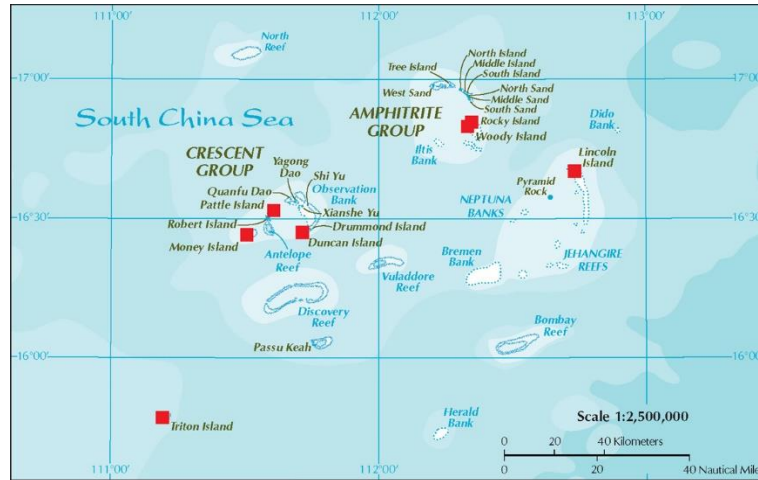 111°00'
112°00'
113°00'
North
Reef
17°00'
17°00'
Tree Island
West Sand
North Island
Middle Island
South Island
North Sand
Middle Sand
South Sand
Rocky Island
Woody Island
AMPHITRITE
GROUP
Iltis
Bank
Dido
Bank
South China Sea
Lincoln
Island
Pyramid
Rock
CRESCENT
GROUP
Yagong
Dao
Shi Yu
Quanfu Dao
Observation
Bank
Pattle Island
Xianshe Yu
NEPTUNA
BANKS
16°30'
16°30'
Robert Island
Drummond Island
Money Island
Duncan Island
Antelope
Reef
Vuladdore
Reef
Bremen
Bank
JEHANGIRE
REEFS
Discovery
Reef
Bombay
Reef
Passu Keah
16°00'
16°00'
Triton Island
Herald
Bank
Scale 1:2,500,000
0 20 40 Kilometers
0 20 40 Nautical Mile
111°00'
112°00'
113°00'